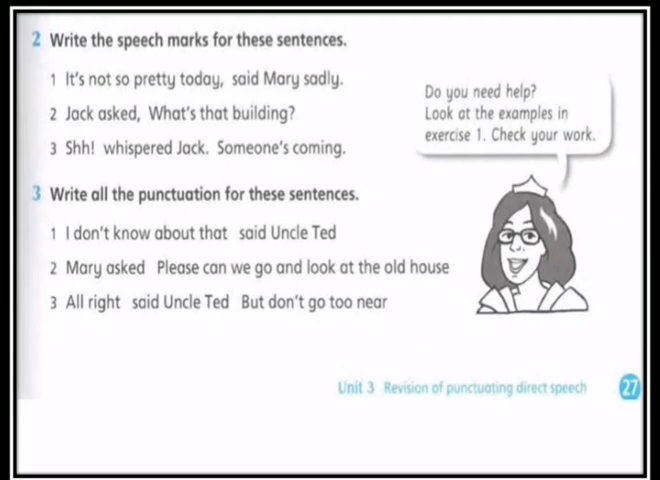 2 Write the speech marks for these sentences.
1 It's not so pretty today, said Mary sadly.
2 Jack asked, What's that building?
3 Shh! whispered Jack. Someone's coming.
Do you need help?
Look at the examples in
exercise 1. Check your work.
3 Write all the punctuation for these sentences.
1 I don't know about that said Uncle Ted
2 Mary asked Please can we go and look at the old house
3 All right said Uncle Ted But don't go too near
Unit 3 Revision of punctuating direct speech 27